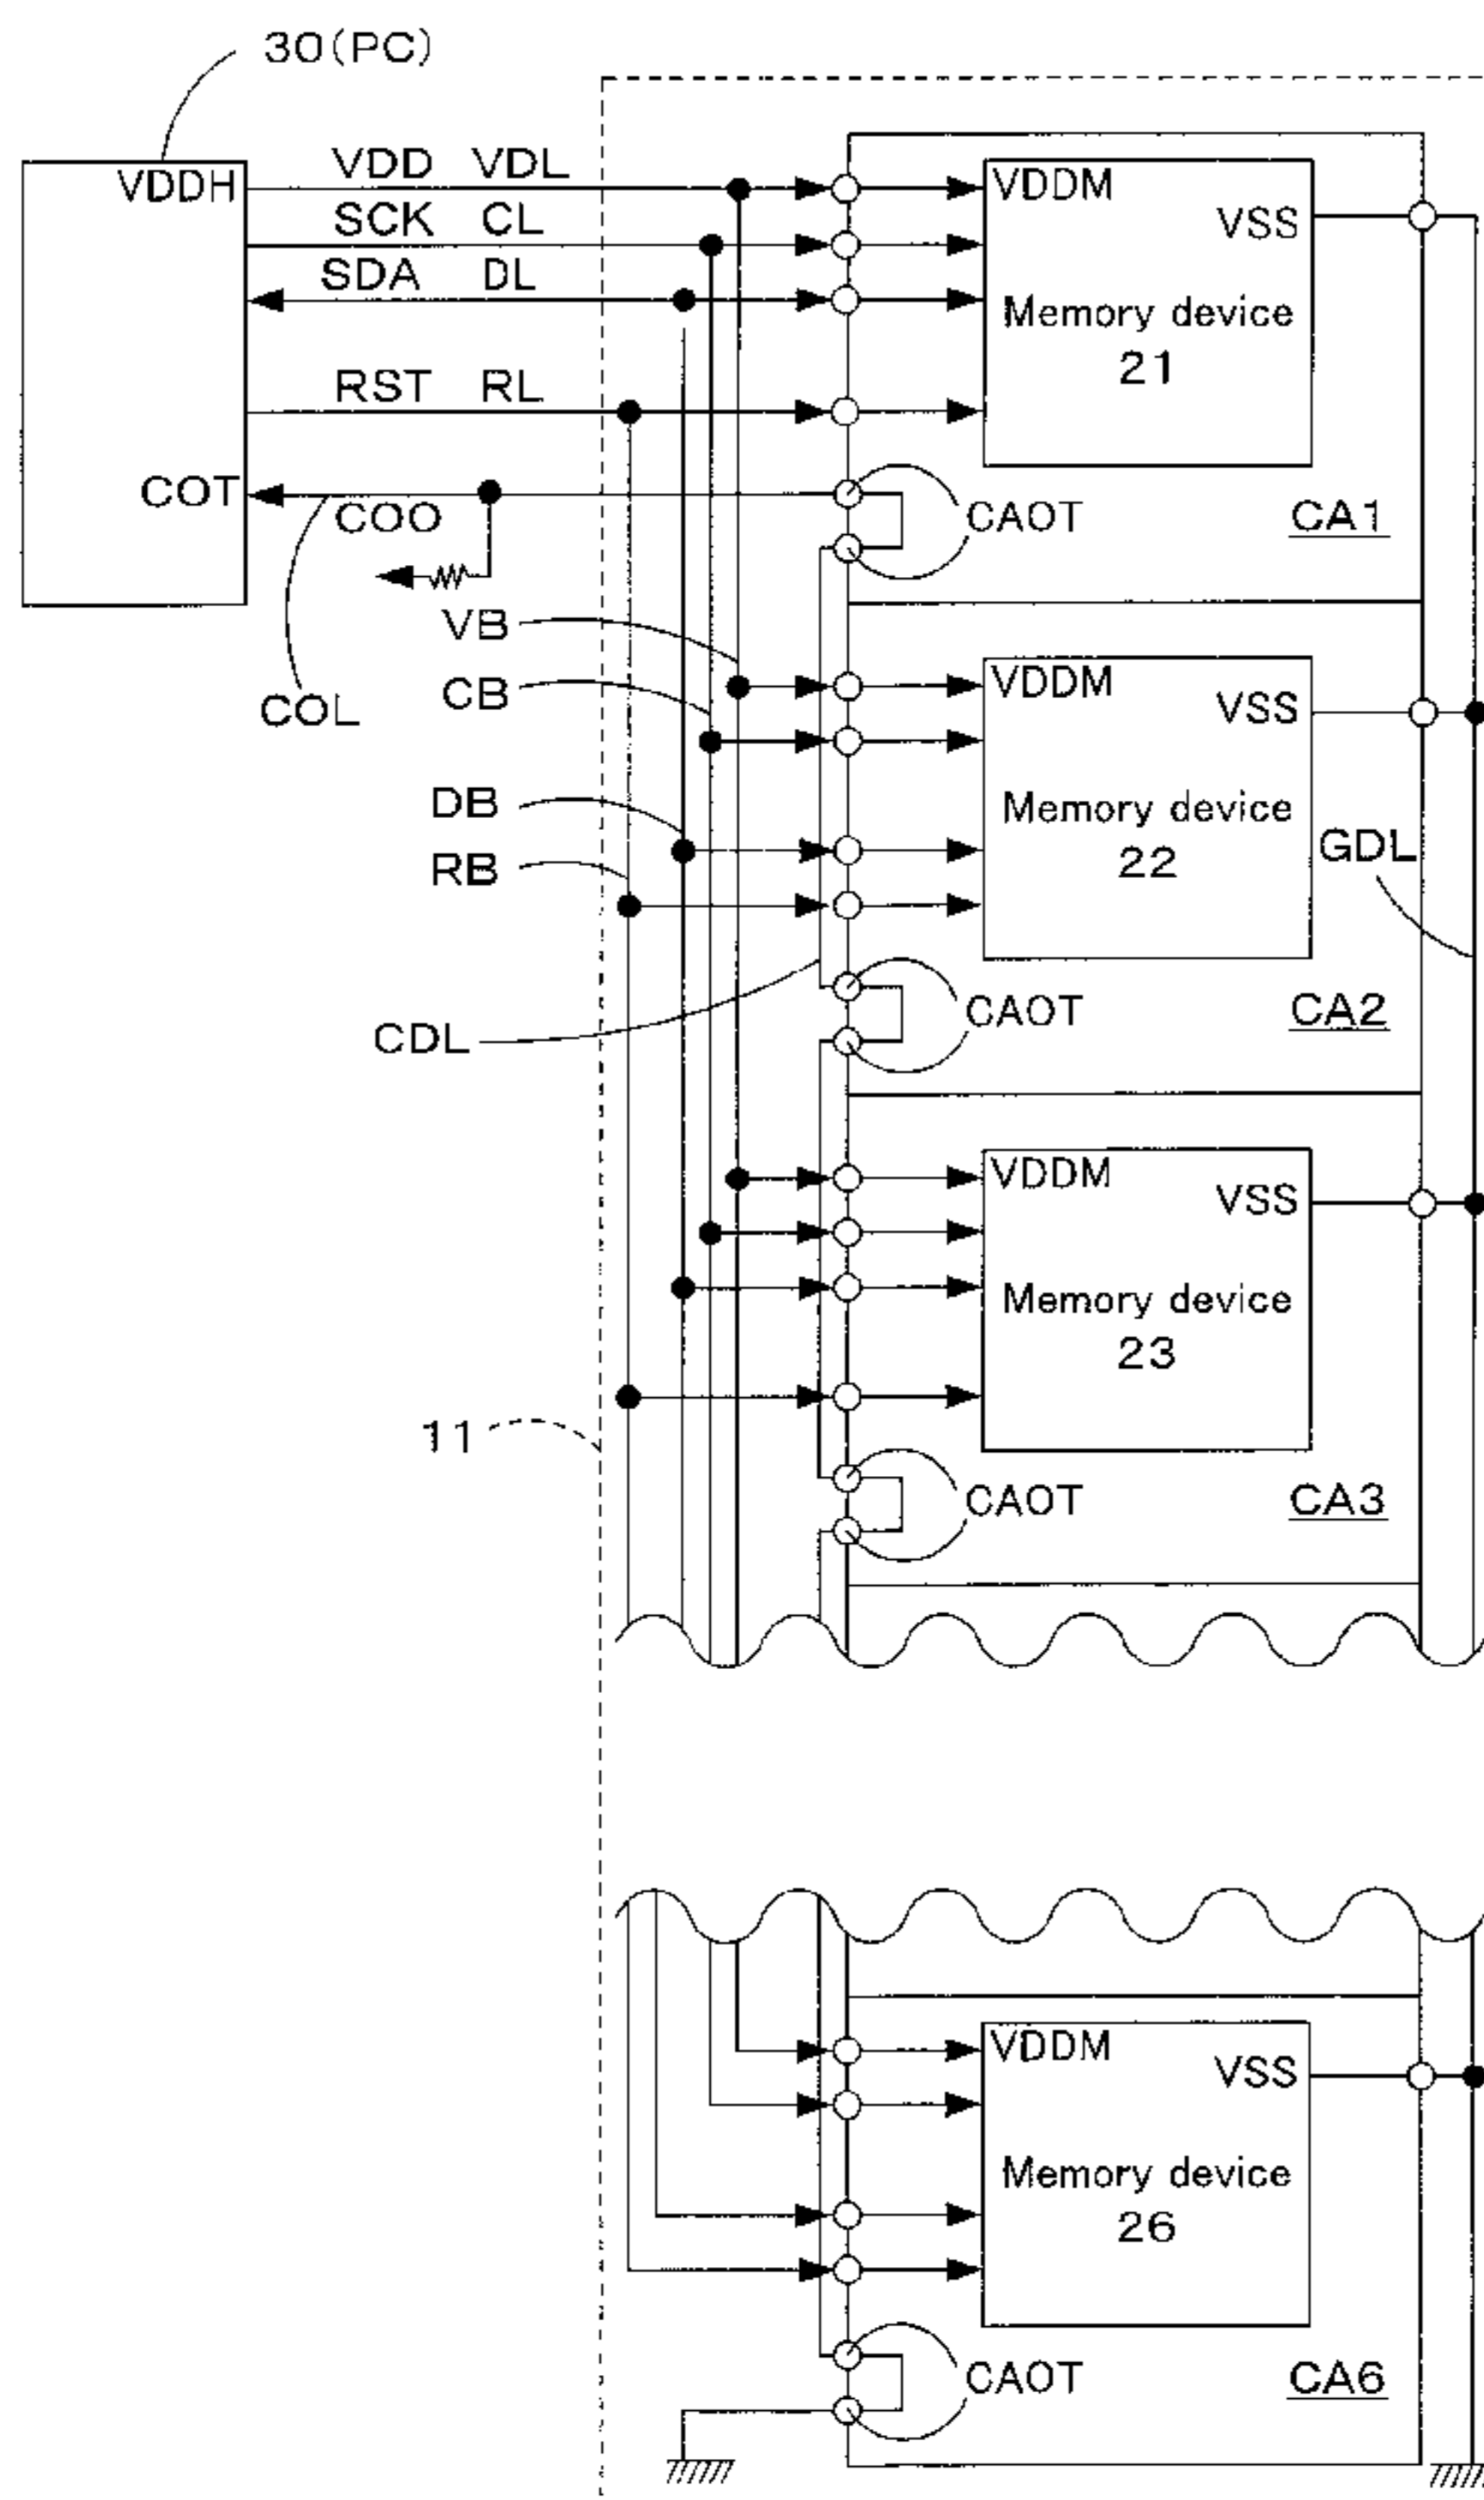 30(PC)
VDD VDL
VDDH
VDDM
SCK CL
VSS
SDA DL
Memory device
21
RST RL
COT
COO
CAOT
CA1
VB
VDDM
CB
VSS
COL
DB
Memory device
22
GDL
RB
CAOT
CA2
CDL
VDDM
VSS
Memory device
23
11
CAOT
CA3
VDDM
VSS
Memory device
26
CAOT
CA6